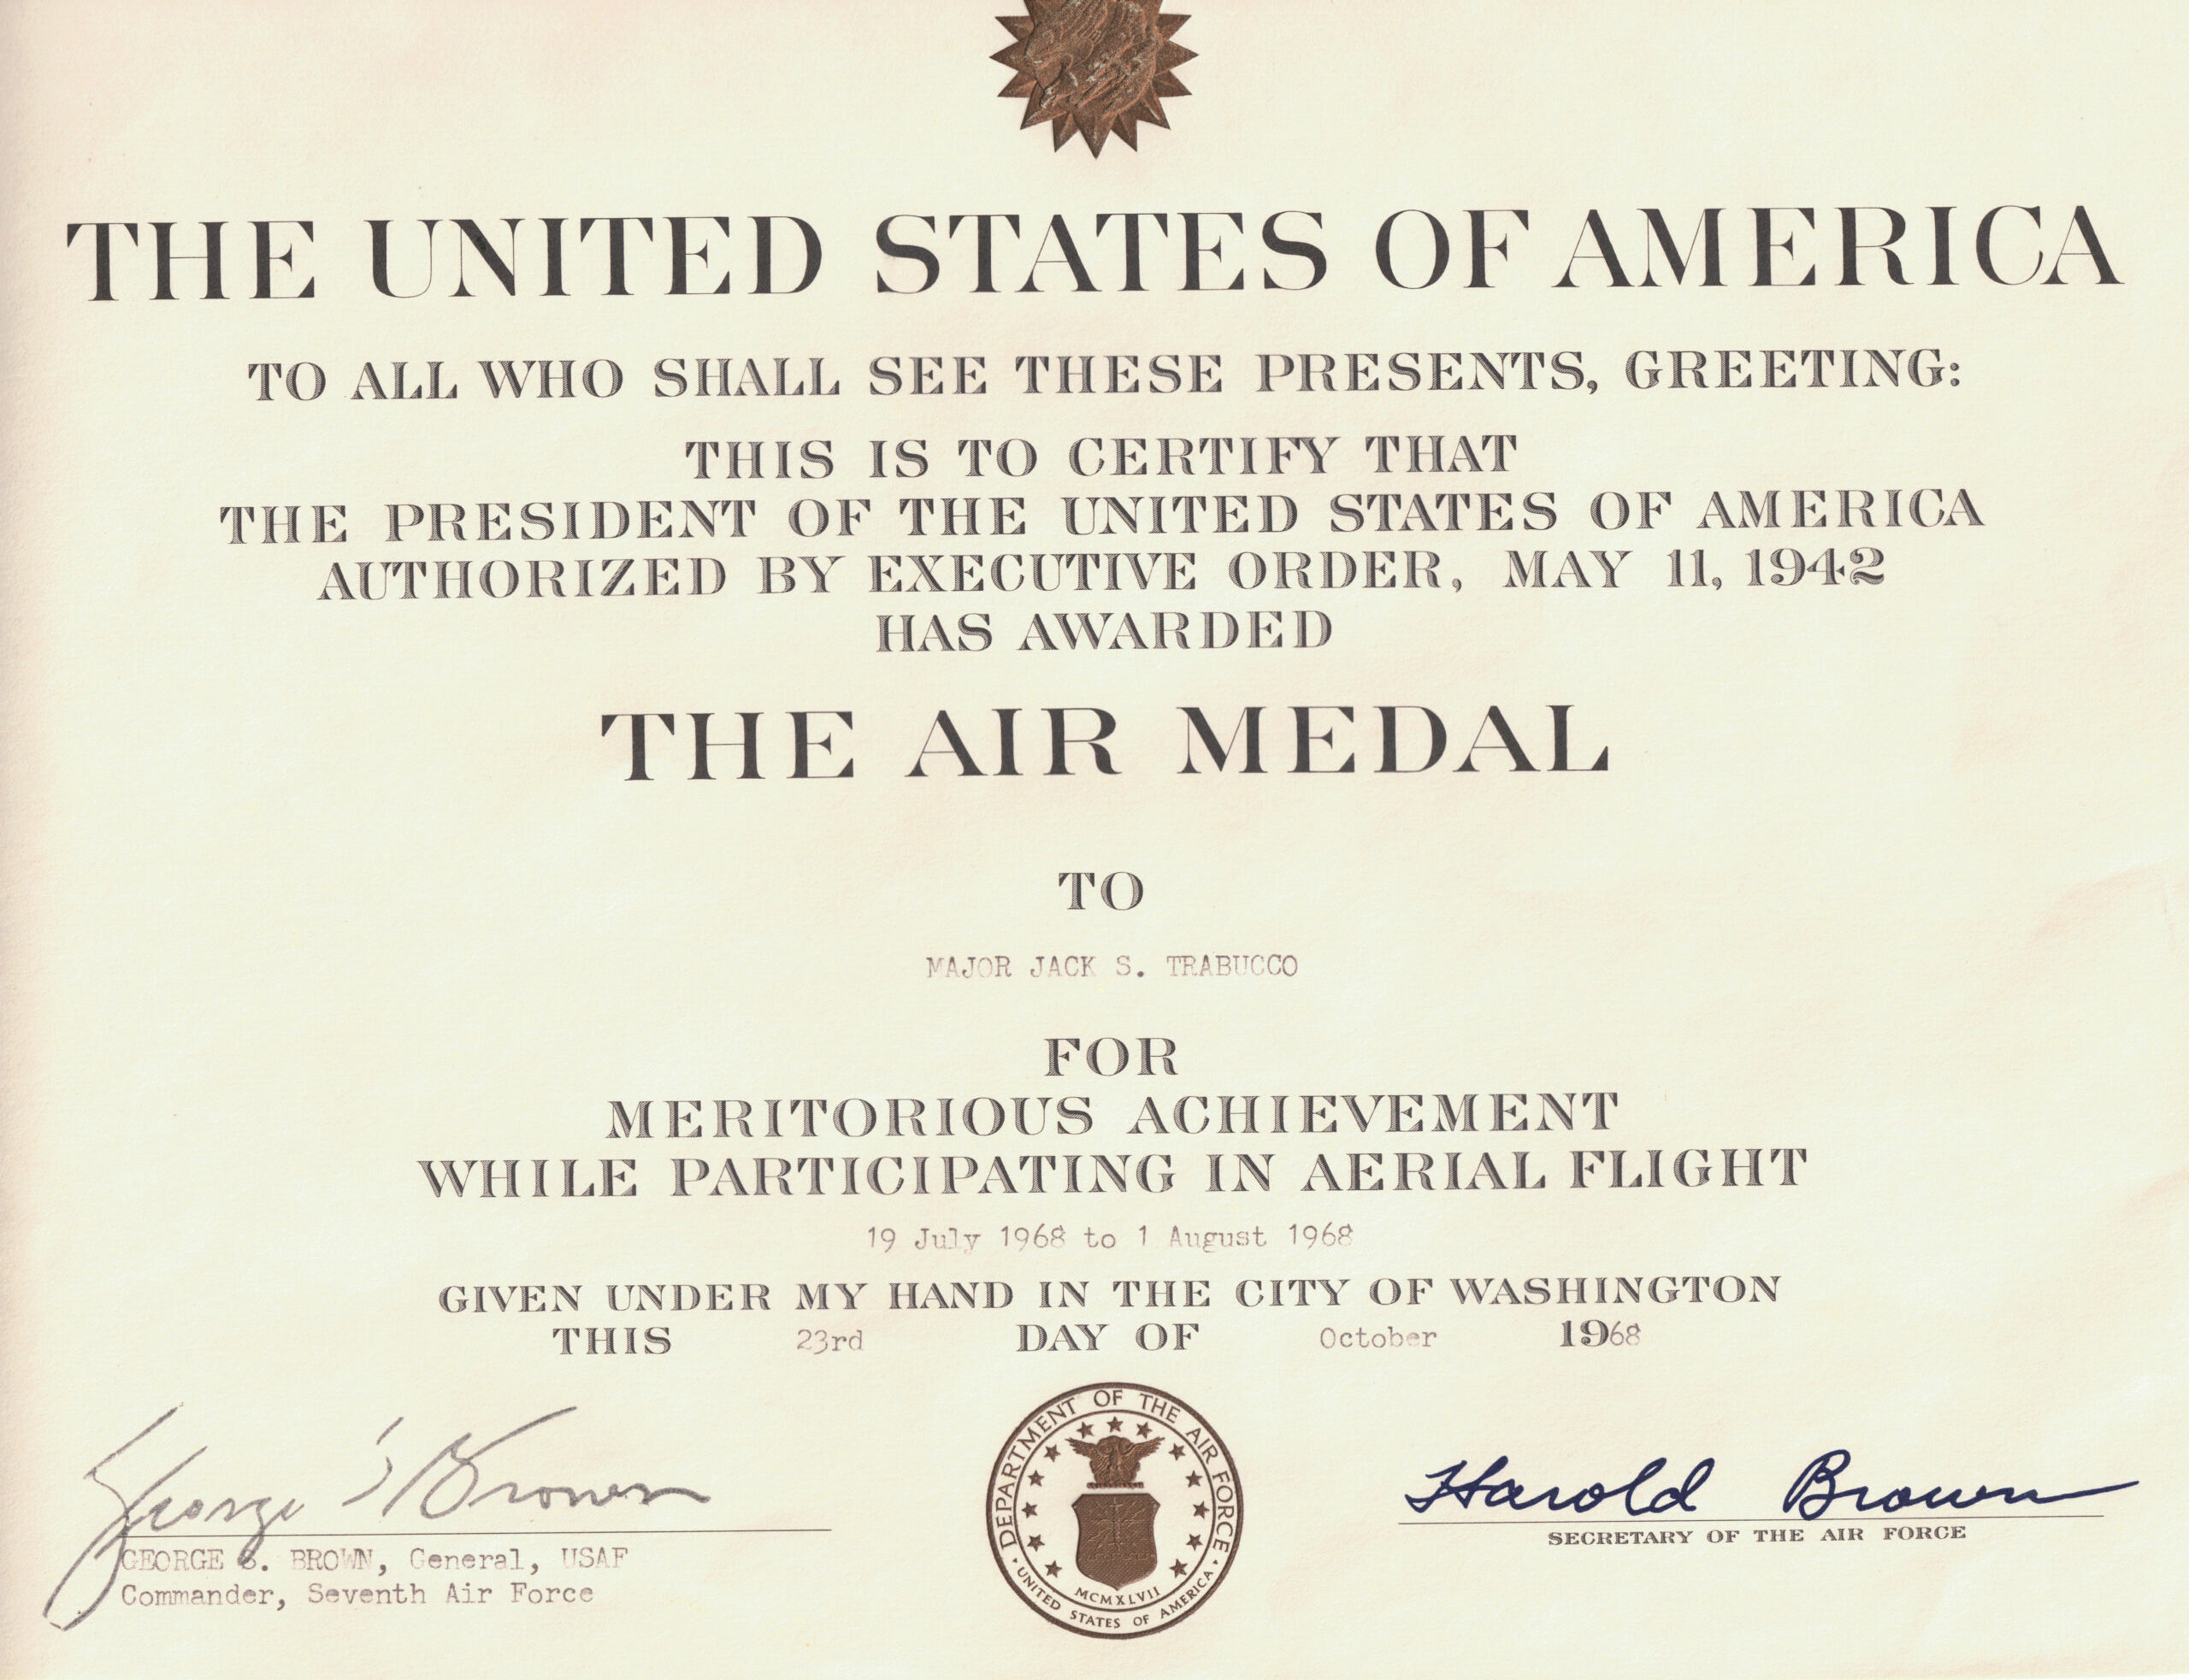 THE UNITED STATES OF AMERICA
TO ALL WHO SHALL SEE THESE PRESENTS, GREETING:
THIS IS TO CERTIFY THAT
THE PRESIDENT OF THE UNITED STATES OF AMERICA
AUTHORIZED BY EXECUTIVE ORDER, MAY 11, 1942
HAS AWARDED
THE AIR MEDAL
TO
MAJOR JACK S. TRABUCCO
FOR
MERITORIOUS ACHIEVEMENT
WHILE PARTICIPATING IN AERIAL FLIGHT
19 July 1968 to 1 August 1968
GIVEN UNDER MY HAND IN THE CITY OF WASHINGTON
THIS 23rd DAY OF October 1968
George S Brown
GEORGE S. BROWN, General, USAF
Commander, Seventh Air Force
DEPARTMENT OF THE AIR FORCE
MCMXLVII
UNITED STATES OF AMERICA
Harold Brown
SECRETARY OF THE AIR FORCE